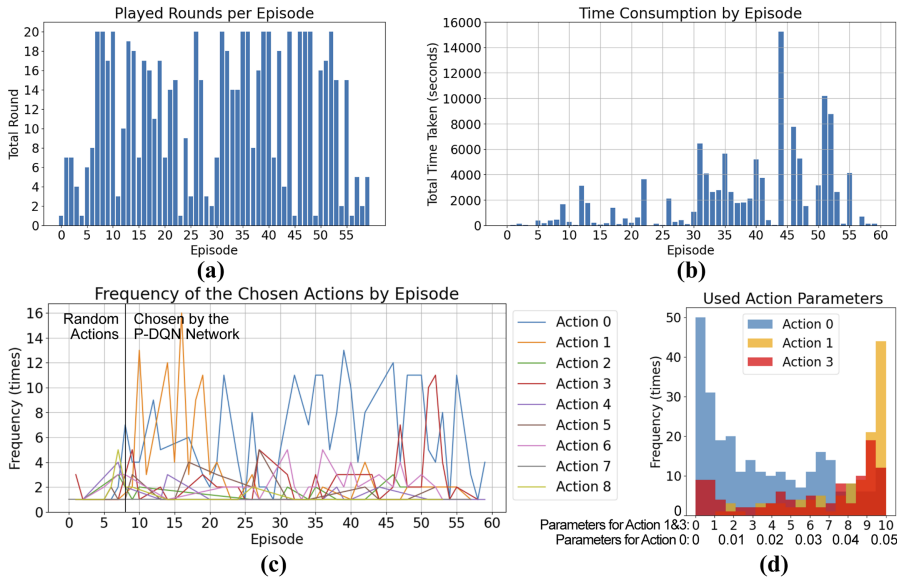 Played Rounds per Episode
Total Round
20
18
16
14
12
10
8
6
4
2
0
0 5 10 15 20 25 30 35 40 45 50 55
Episode
(a)
Time Consumption by Episode
Total Time Taken (seconds)
16000
14000
12000
10000
8000
6000
4000
2000
0
0 5 10 15 20 25 30 35 40 45 50 55 60
Episode
(b)
Frequency of the Chosen Actions by Episode
Random
Actions
Chosen by the
P-DQN Network
Frequency (times)
16
14
12
10
8
6
4
2
0
0 5 10 15 20 25 30 35 40 45 50 55 60
Episode
Action 0
Action 1
Action 2
Action 3
Action 4
Action 5
Action 6
Action 7
Action 8
(c)
Used Action Parameters
Action 0
Action 1
Action 3
Frequency (times)
50
40
30
20
10
0
Parameters for Action 1&3: 0 1 2 3 4 5 6 7 8 9 10
Parameters for Action 0: 0 0.01 0.02 0.03 0.04 0.05
(d)